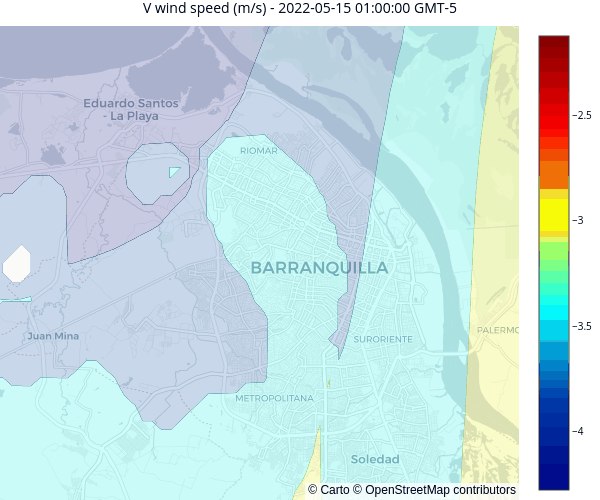 V wind speed (m/s) - 2022-05-15 01:00:00 GMT-5
Eduardo Santos
- La Playa
RIOMAR
BARRANQUILLA
Juan Mina
SURORIENTE
PALERMO
METROPOLITANA
Soledad
© Carto © OpenStreetMap contributors
−2.5
−3
−3.5
−4